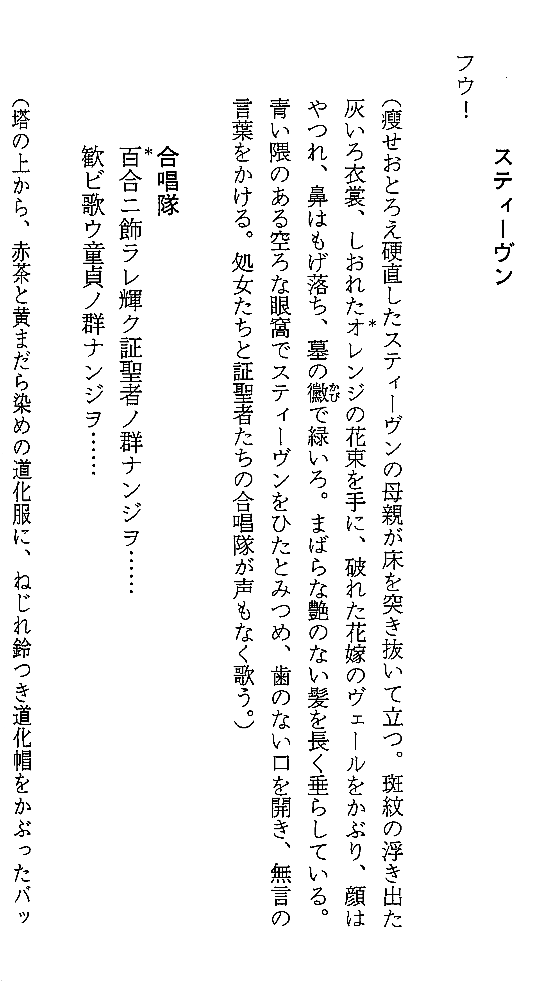 スティーヴン
フウ！
（瘦せおとろえ硬直したスティーヴンの母親が床を突き抜いて立つ。斑紋の浮き出た
灰いろ衣裳、しおれた*オレンジの花束を手に、破れた花嫁のヴェールをかぶり、顔は
やつれ、鼻はもげ落ち、墓の黴かびで緑いろ。まばらな艶のない髪を長く垂らしている。
青い隈のある空ろな眼窩でスティーヴンをひたとみつめ、歯のない口を開き、無言の
言葉をかける。処女たちと証聖者たちの合唱隊が声もなく歌う。）
合唱隊
*百合ニ飾ラレ輝ク証聖者ノ群ナンジヲ……
歓ビ歌ウ童貞ノ群ナンジヲ……
（塔の上から、赤茶と黄まだら染めの道化服に、ねじれ鈴つき道化帽をかぶったバッ